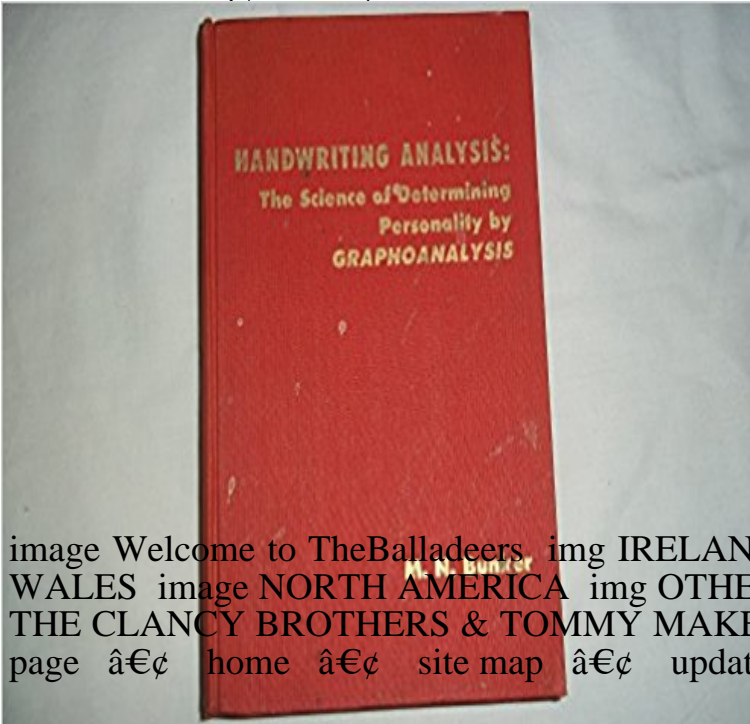 HANDWRITING ANALYSIS:
The Science of Determining
Personality by
GRAPHOANALYSIS
M. N. Bunker
image Welcome to TheBalladeers img IRELAN
WALES image NORTH AMERICA img OTHE
THE CLANCY BROTHERS & TOMMY MAKE
page â€¢ home â€¢ site map â€¢ updat